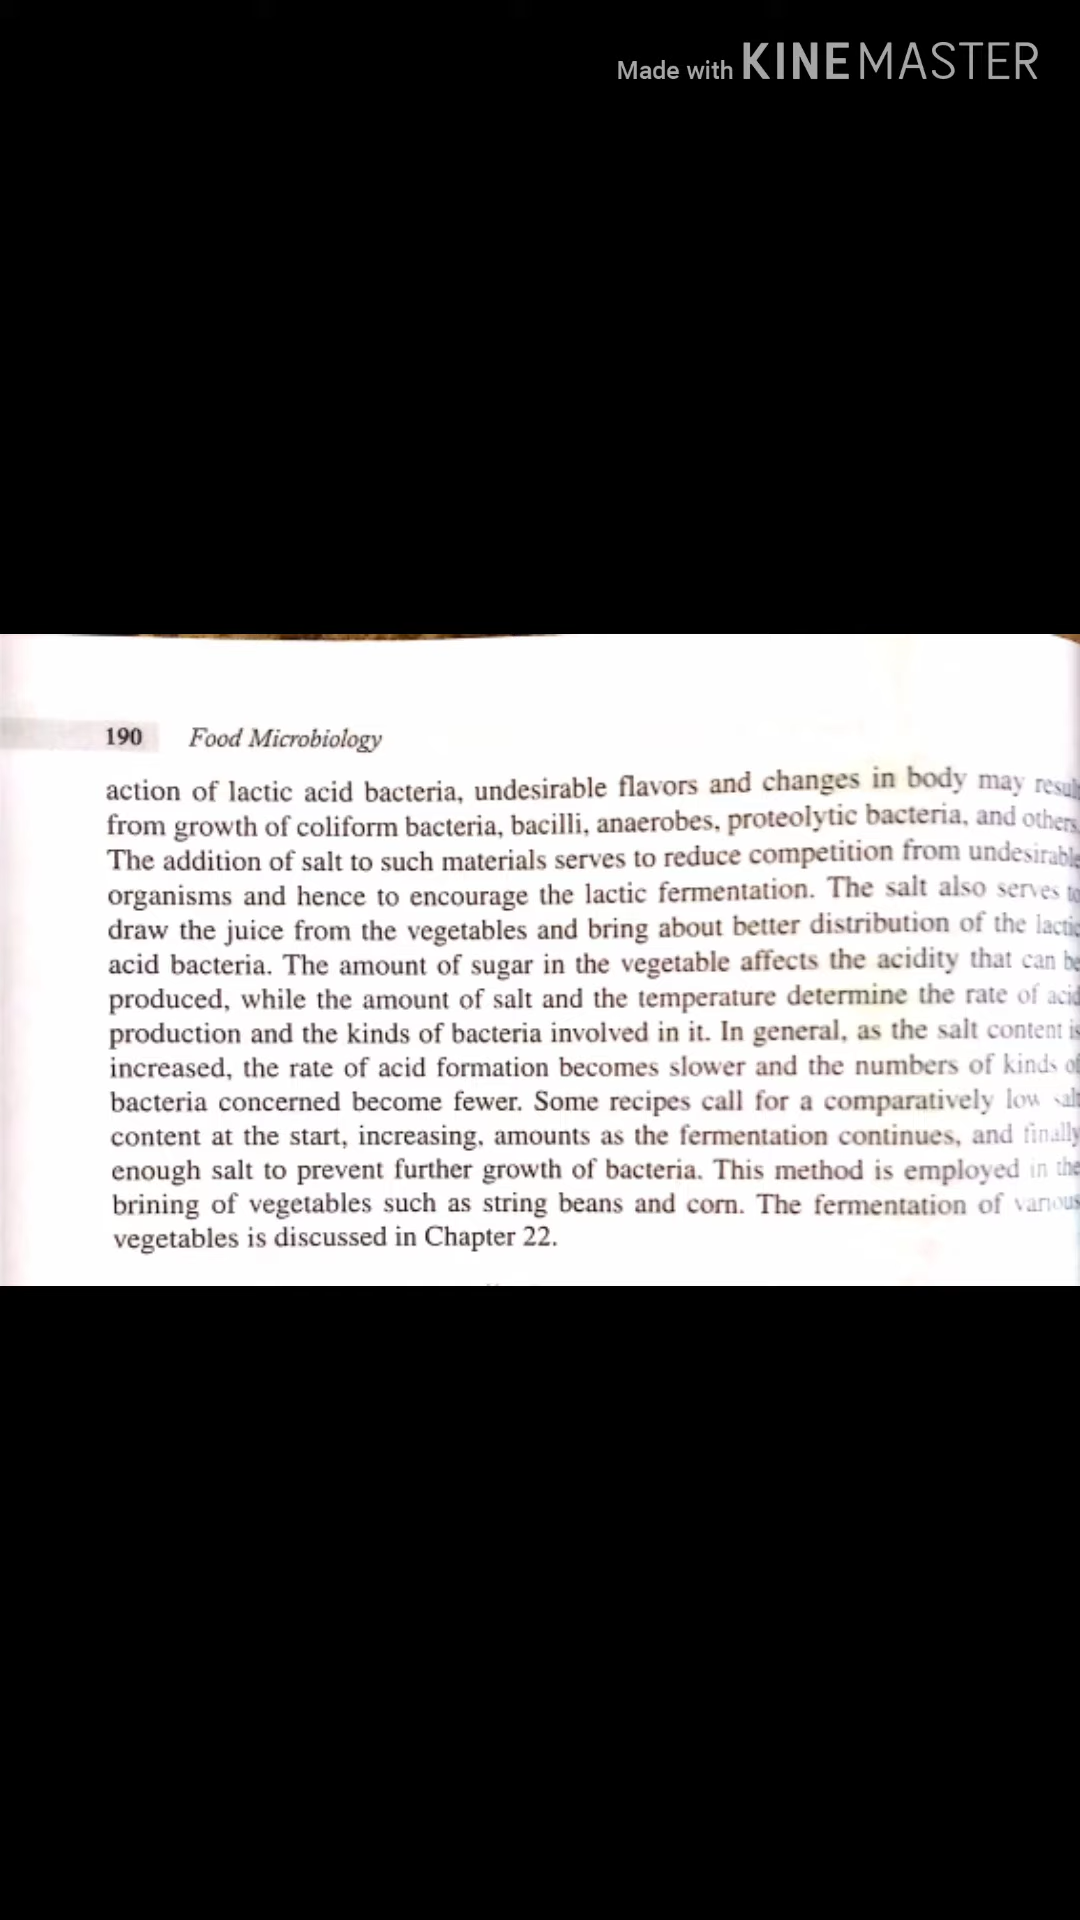 Made with KINEMASTER
190 Food Microbiology
action of lactic acid bacteria, undesirable flavors and changes in body may result
from growth of coliform bacteria, bacilli, anaerobes, proteolytic bacteria, and others.
The addition of salt to such materials serves to reduce competition from undesirable
organisms and hence to encourage the lactic fermentation. The salt also serves to
draw the juice from the vegetables and bring about better distribution of the lactic
acid bacteria. The amount of sugar in the vegetable affects the acidity that can be
produced, while the amount of salt and the temperature determine the rate of acid
production and the kinds of bacteria involved in it. In general, as the salt content is
increased, the rate of acid formation becomes slower and the numbers of kinds of
bacteria concerned become fewer. Some recipes call for a comparatively low salt
content at the start, increasing, amounts as the fermentation continues, and finally
enough salt to prevent further growth of bacteria. This method is employed in the
brining of vegetables such as string beans and corn. The fermentation of various
vegetables is discussed in Chapter 22.